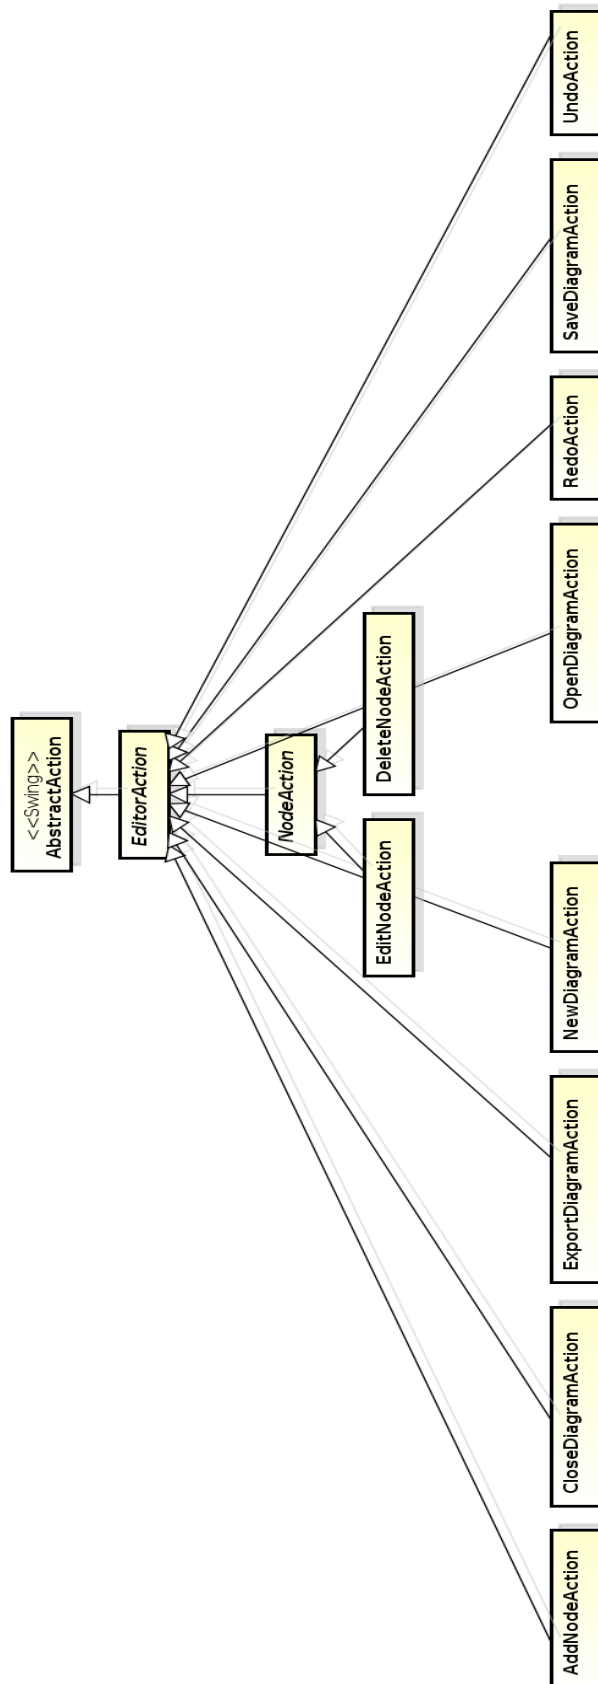 <<Swing>>
AbstractAction
EditorAction
NodeAction
EditNodeAction
DeleteNodeAction
AddNodeAction
CloseDiagramAction
ExportDiagramAction
NewDiagramAction
OpenDiagramAction
RedoAction
SaveDiagramAction
UndoAction